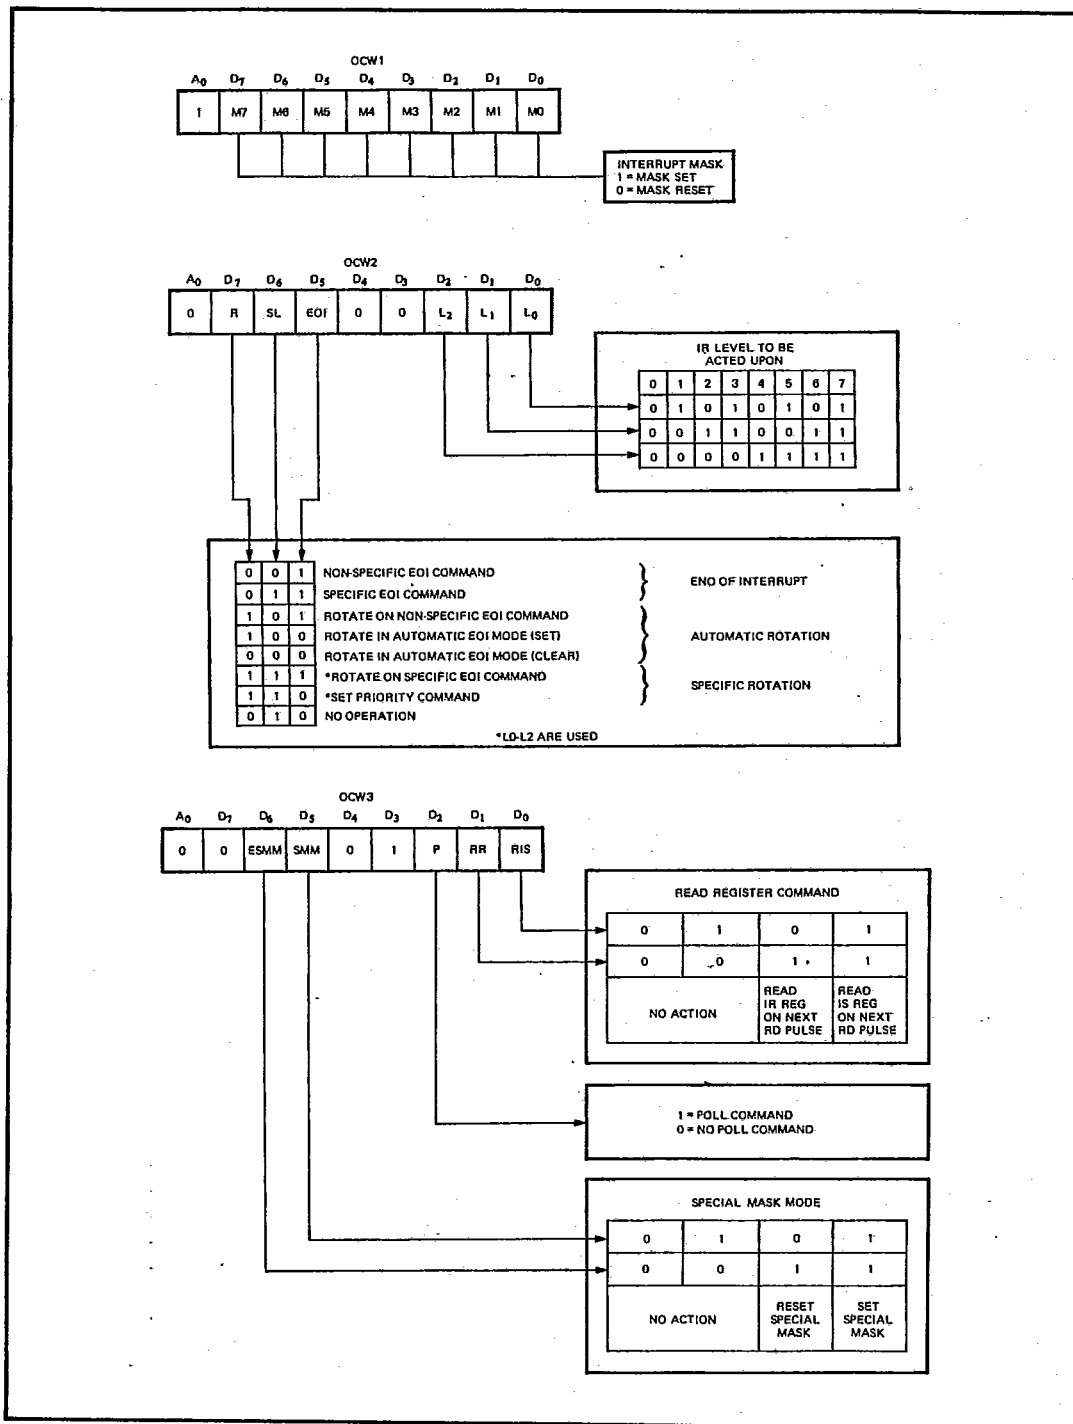 OCW1
A0 D7 D6 D5 D4 D3 D2 D1 D0
1 M7 M6 M5 M4 M3 M2 M1 M0
INTERRUPT MASK
1 = MASK SET
0 = MASK RESET
OCW2
A0 D7 D6 D5 D4 D3 D2 D1 D0
0 R SL EOI 0 0 L2 L1 L0
IR LEVEL TO BE
ACTED UPON
0 1 2 3 4 5 6 7
0 1 0 1 0 1 0 1
0 0 1 1 0 0 1 1
0 0 0 0 1 1 1 1
0 0 1 NON-SPECIFIC EOI COMMAND
0 1 1 SPECIFIC EOI COMMAND
END OF INTERRUPT
1 0 1 ROTATE ON NON-SPECIFIC EOI COMMAND
1 0 0 ROTATE IN AUTOMATIC EOI MODE (SET)
0 0 0 ROTATE IN AUTOMATIC EOI MODE (CLEAR)
AUTOMATIC ROTATION
1 1 1 *ROTATE ON SPECIFIC EOI COMMAND
1 1 0 *SET PRIORITY COMMAND
SPECIFIC ROTATION
0 1 0 NO OPERATION
*L0-L2 ARE USED
OCW3
A0 D7 D6 D5 D4 D3 D2 D1 D0
0 0 ESMM SMM 0 1 P RR RIS
READ REGISTER COMMAND
0 1 0 1
0 0 1 1
NO ACTION
READ
IR REG
ON NEXT
RD PULSE
READ
IS REG
ON NEXT
RD PULSE
1 = POLL COMMAND
0 = NO POLL COMMAND
SPECIAL MASK MODE
0 1 0 1
0 0 1 1
NO ACTION
RESET
SPECIAL
MASK
SET
SPECIAL
MASK